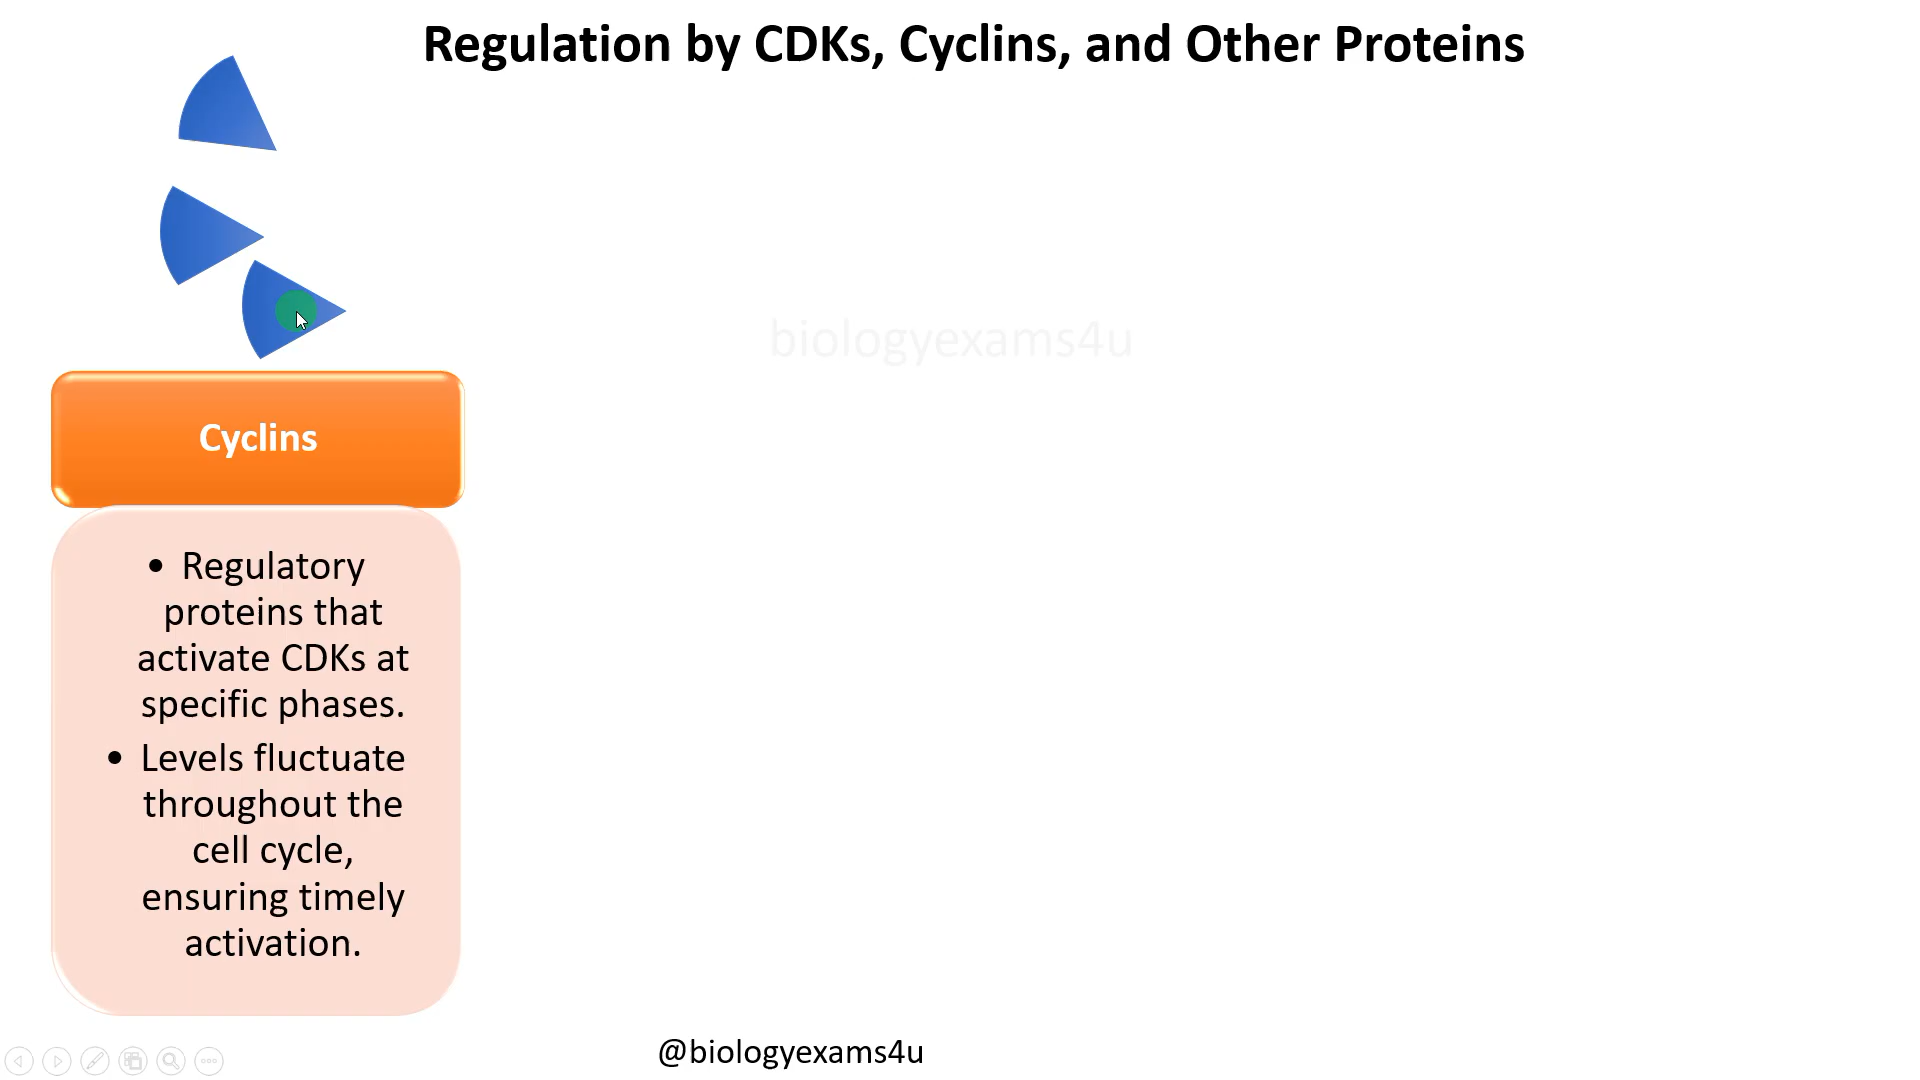 Regulation by CDKs, Cyclins, and Other Proteins
biologyexams4u
Cyclins
• Regulatory
proteins that
activate CDKs at
specific phases.
• Levels fluctuate
throughout the
cell cycle,
ensuring timely
activation.
@biologyexams4u